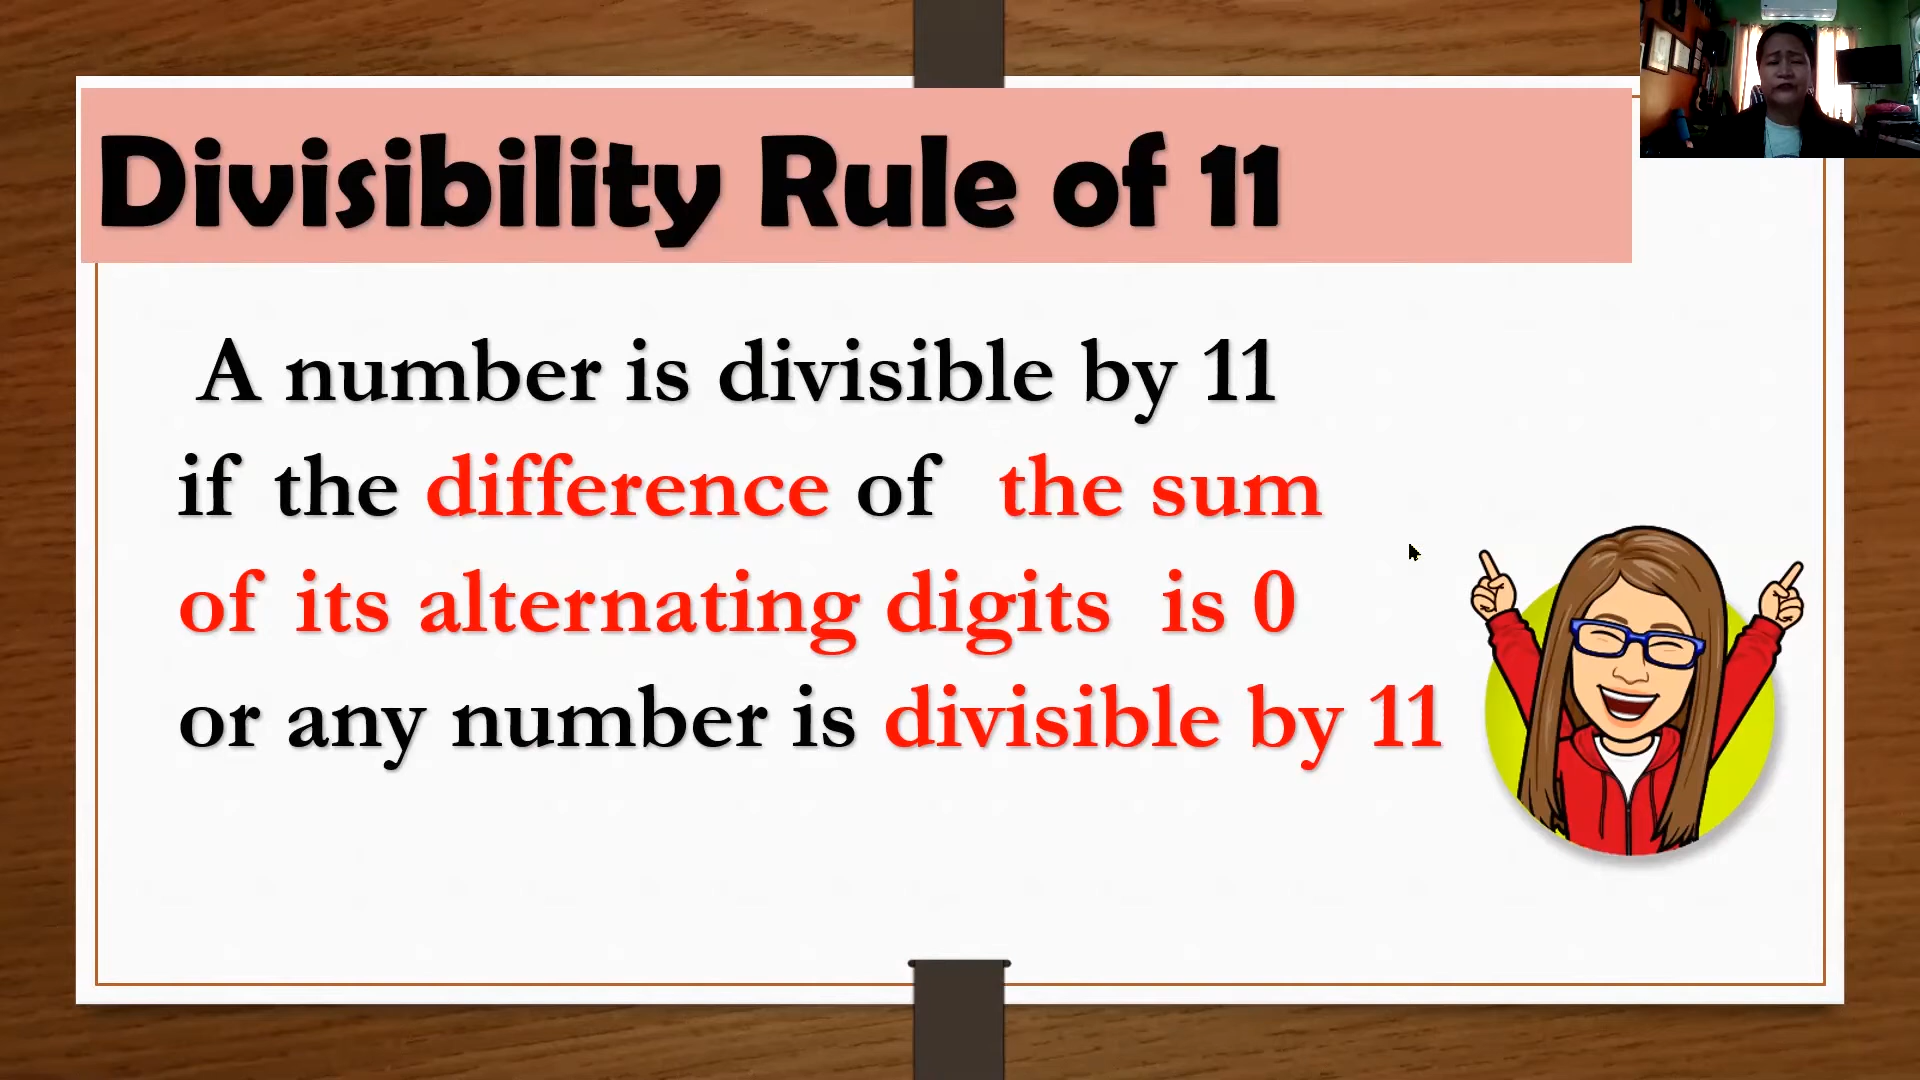 Divisibility Rule of 11
A number is divisible by 11
if the difference of the sum
of its alternating digits is 0
or any number is divisible by 11